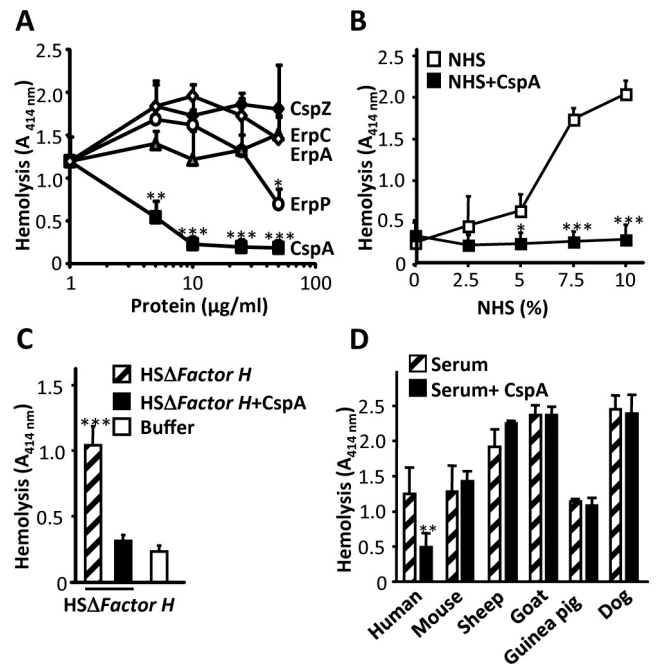 A
Hemolysis (A414 nm)
2.5
2.0
1.5
1.0
0.5
0
1
10
100
Protein (µg/ml)
**
***
***
***
*
CspZ
ErpC
ErpA
ErpP
CspA
B
NHS
NHS+CspA
Hemolysis (A414 nm)
2.5
2.0
1.5
1.0
0.5
0
0
2.5
5
7.5
10
NHS (%)
*
***
***
C
HSΔFactor H
HSΔFactor H+CspA
Buffer
Hemolysis (A414 nm)
1.5
1.0
0.5
0
***
HSΔFactor H
D
Serum
Serum+ CspA
Hemolysis (A414 nm)
2.5
2.0
1.5
1.0
0.5
0
**
Human
Mouse
Sheep
Goat
Guinea pig
Dog